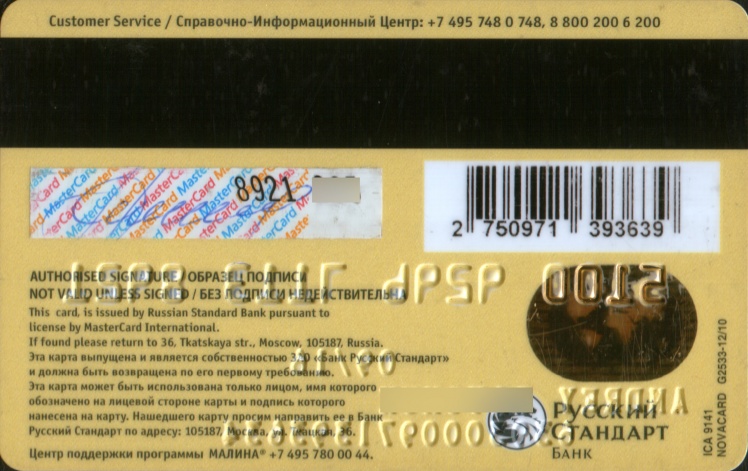 Customer Service / Справочно-Информационный Центр: +7 495 748 0 748, 8 800 200 6 200
8921
2 750971 393639
AUTHORISED SIGNATURE / ОБРАЗЕЦ ПОДПИСИ
NOT VALID UNLESS SIGNED / БЕЗ ПОДПИСИ НЕДЕЙСТВИТЕЛЬНА
This card, is issued by Russian Standard Bank pursuant to
license by MasterCard International.
If found please return to 36, Tkatskaya str., Moscow, 105187, Russia.
Эта карта выпущена и является собственностью ЗАО «Банк Русский Стандарт»
и должна быть возвращена по его первому требованию.
Эта карта может быть использована только лицом, имя которого
обозначено на лицевой стороне карты и подпись которого
нанесена на карту. Нашедшего карту просим направить ее в Банк
Русский Стандарт по адресу: 105187, Москва, ул. Ткацкая, 36.
Центр поддержки программы МАЛИНА® +7 495 780 00 44.
РУССКИЙ
СТАНДАРТ
БАНК
ICA 9141
NOVACARD G2533-12/10